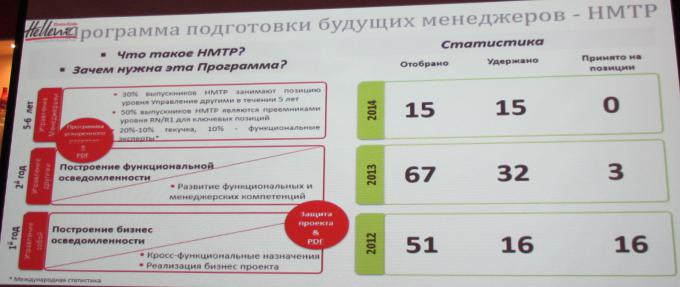 Hellenic
Программа подготовки будущих менеджеров - НМТР
• Что такое НМТР?
• Зачем нужна эта Программа?
5-6 лет
Управление Менеджерами
• 30% выпускников НМТР занимают позицию
уровня Управление другими в течении 5 лет
• 50% выпускников НМТР являются преемниками
уровня RN/R1 для ключевых позиций
• 20%-10% текучка, 10% - функциональные
эксперты*
Программа
ускоренного
развития
&
PDF
2й год
Управление другими
Построение функциональной
осведомленности
• Развитие функциональных и
менеджерских компетенций
1й год
Управление собой
Построение бизнес
осведомленности
• Кросс-функциональные назначения
• Реализация бизнес проекта
Защита
проекта
&
PDF
* Международная статистика
Статистика
Отобрано Удержано Принято на
позиции
2014 15 15 0
2013 67 32 3
2012 51 16 16